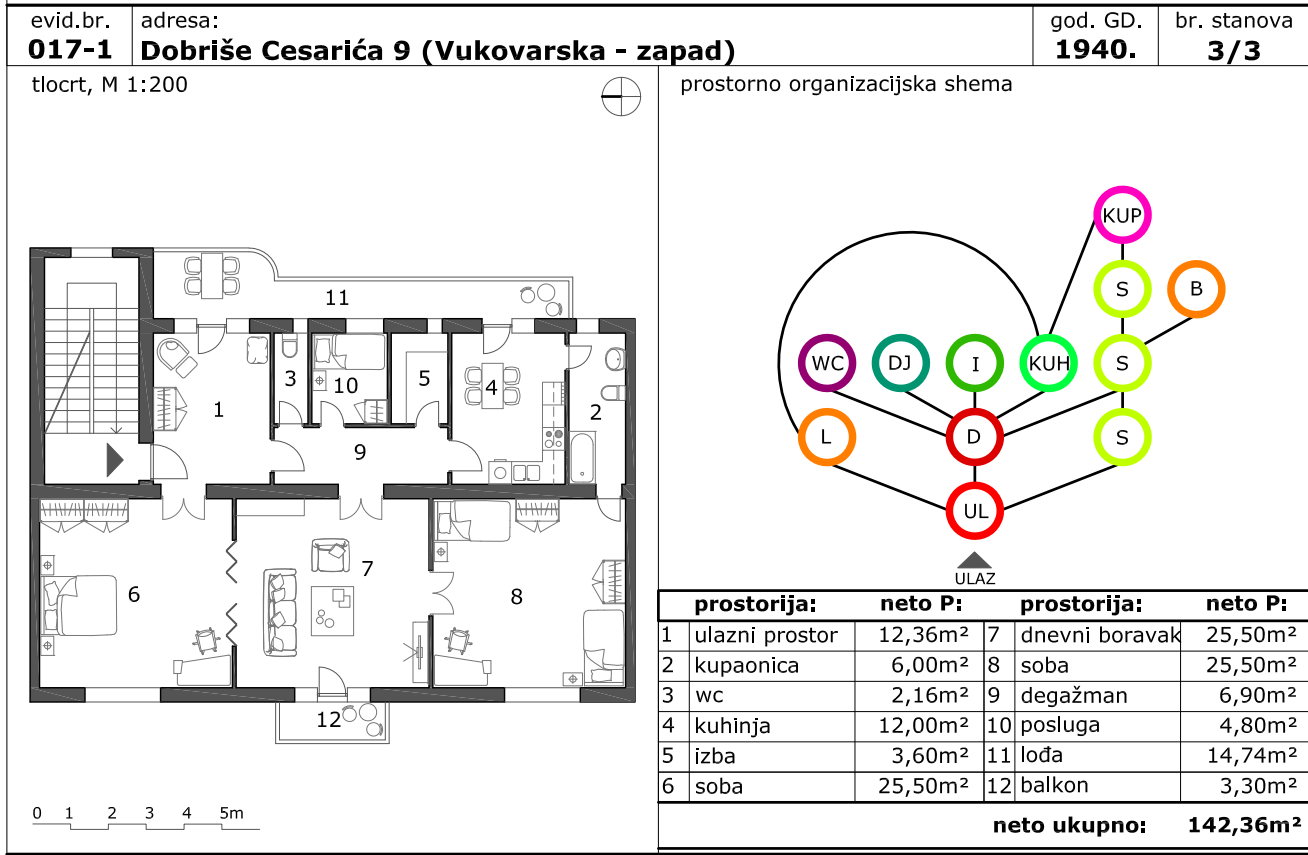 evid.br. adresa: god. GD. br. stanova
017-1 Dobriše Cesarića 9 (Vukovarska - zapad) 1940. 3/3
tlocrt, M 1:200
prostorno organizacijska shema
11
3
10
5
4
1
2
9
6
7
8
12
0 1 2 3 4 5m
KUP
S
B
WC
DJ
I
KUH
S
L
D
S
UL
ULAZ
prostorija: neto P: prostorija: neto P:
1 ulazni prostor 12,36m² 7 dnevni boravak 25,50m²
2 kupaonica 6,00m² 8 soba 25,50m²
3 wc 2,16m² 9 degažman 6,90m²
4 kuhinja 12,00m² 10 posluga 4,80m²
5 izba 3,60m² 11 lođa 14,74m²
6 soba 25,50m² 12 balkon 3,30m²
neto ukupno: 142,36m²